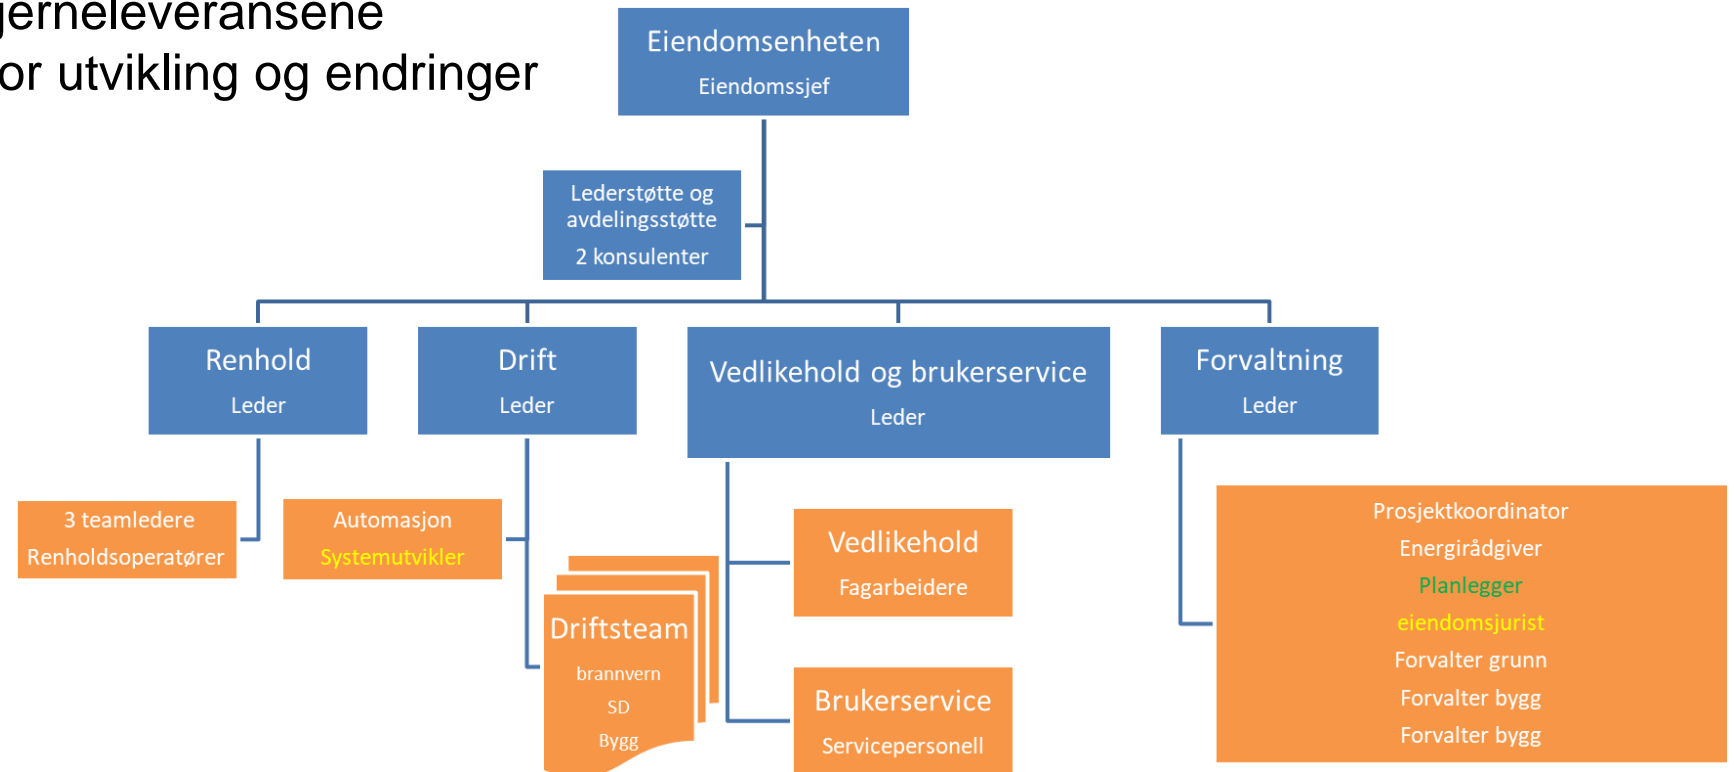 jerneleveransene
or utvikling og endringer
Eiendomsenheten
Eiendomssjef
Lederstøtte og
avdelingsstøtte
2 konsulenter
Renhold
Leder
Drift
Leder
Vedlikehold og brukerservice
Leder
Forvaltning
Leder
3 teamledere
Renholdsoperatører
Automasjon
Systemutvikler
Driftsteam
brannvern
SD
Bygg
Vedlikehold
Fagarbeidere
Brukerservice
Servicepersonell
Prosjektkoordinator
Energirådgiver
Planlegger
eiendomsjurist
Forvalter grunn
Forvalter bygg
Forvalter bygg